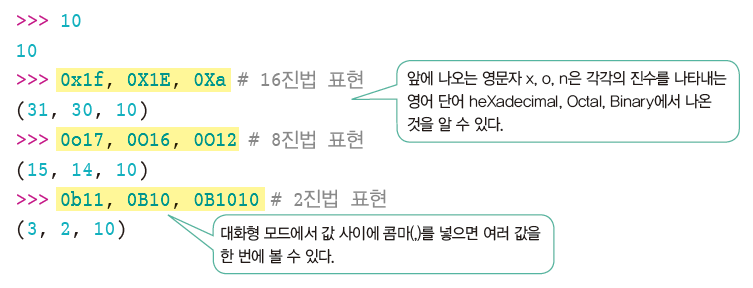 >>> 10
10
>>> 0x1f, 0X1E, 0Xa # 16진법 표현
(31, 30, 10)
앞에 나오는 영문자 x, o, n은 각각의 진수를 나타내는
영어 단어 heXadecimal, Octal, Binary에서 나온
것을 알 수 있다.
>>> 0o17, 0O16, 0O12 # 8진법 표현
(15, 14, 10)
>>> 0b11, 0B10, 0B1010 # 2진법 표현
(3, 2, 10)
대화형 모드에서 값 사이에 콤마(,)를 넣으면 여러 값을
한 번에 볼 수 있다.